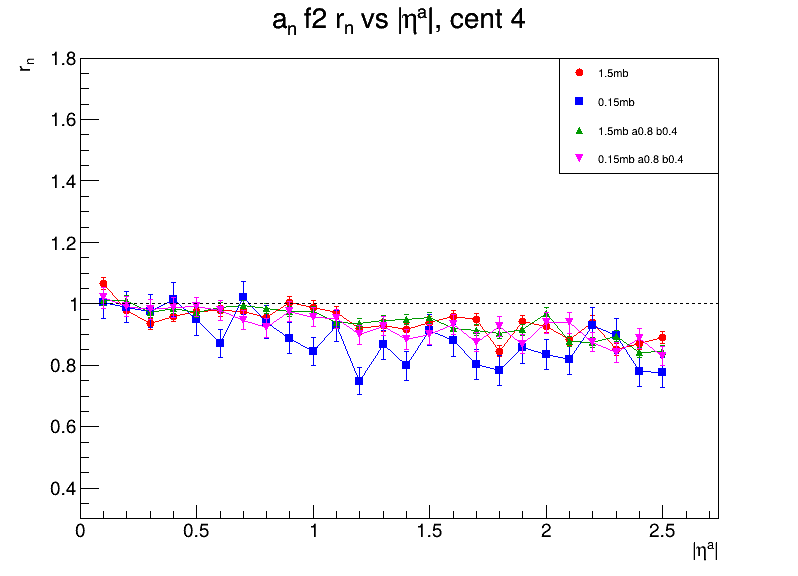 aₙ f2 rₙ vs |ηᵃ|, cent 4
rₙ
1.8
1.6
1.4
1.2
1
0.8
0.6
0.4
1.5mb
0.15mb
1.5mb a0.8 b0.4
0.15mb a0.8 b0.4
0 0.5 1 1.5 2 2.5
|ηᵃ|